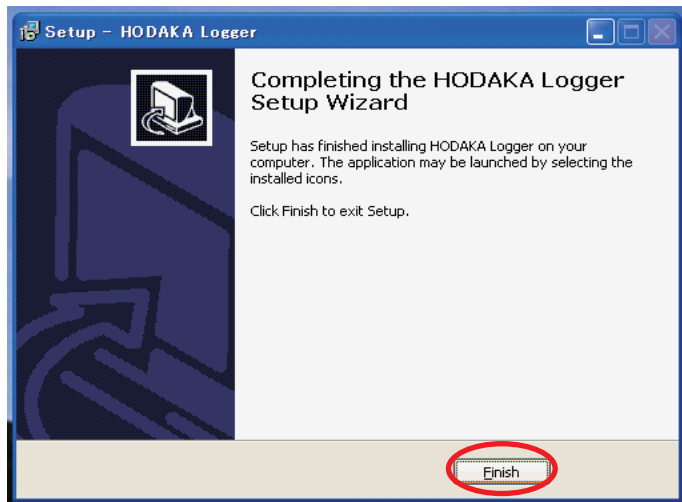 Setup - HODAKA Logger
Completing the HODAKA Logger
Setup Wizard
Setup has finished installing HODAKA Logger on your
computer. The application may be launched by selecting the
installed icons.
Click Finish to exit Setup.
Finish